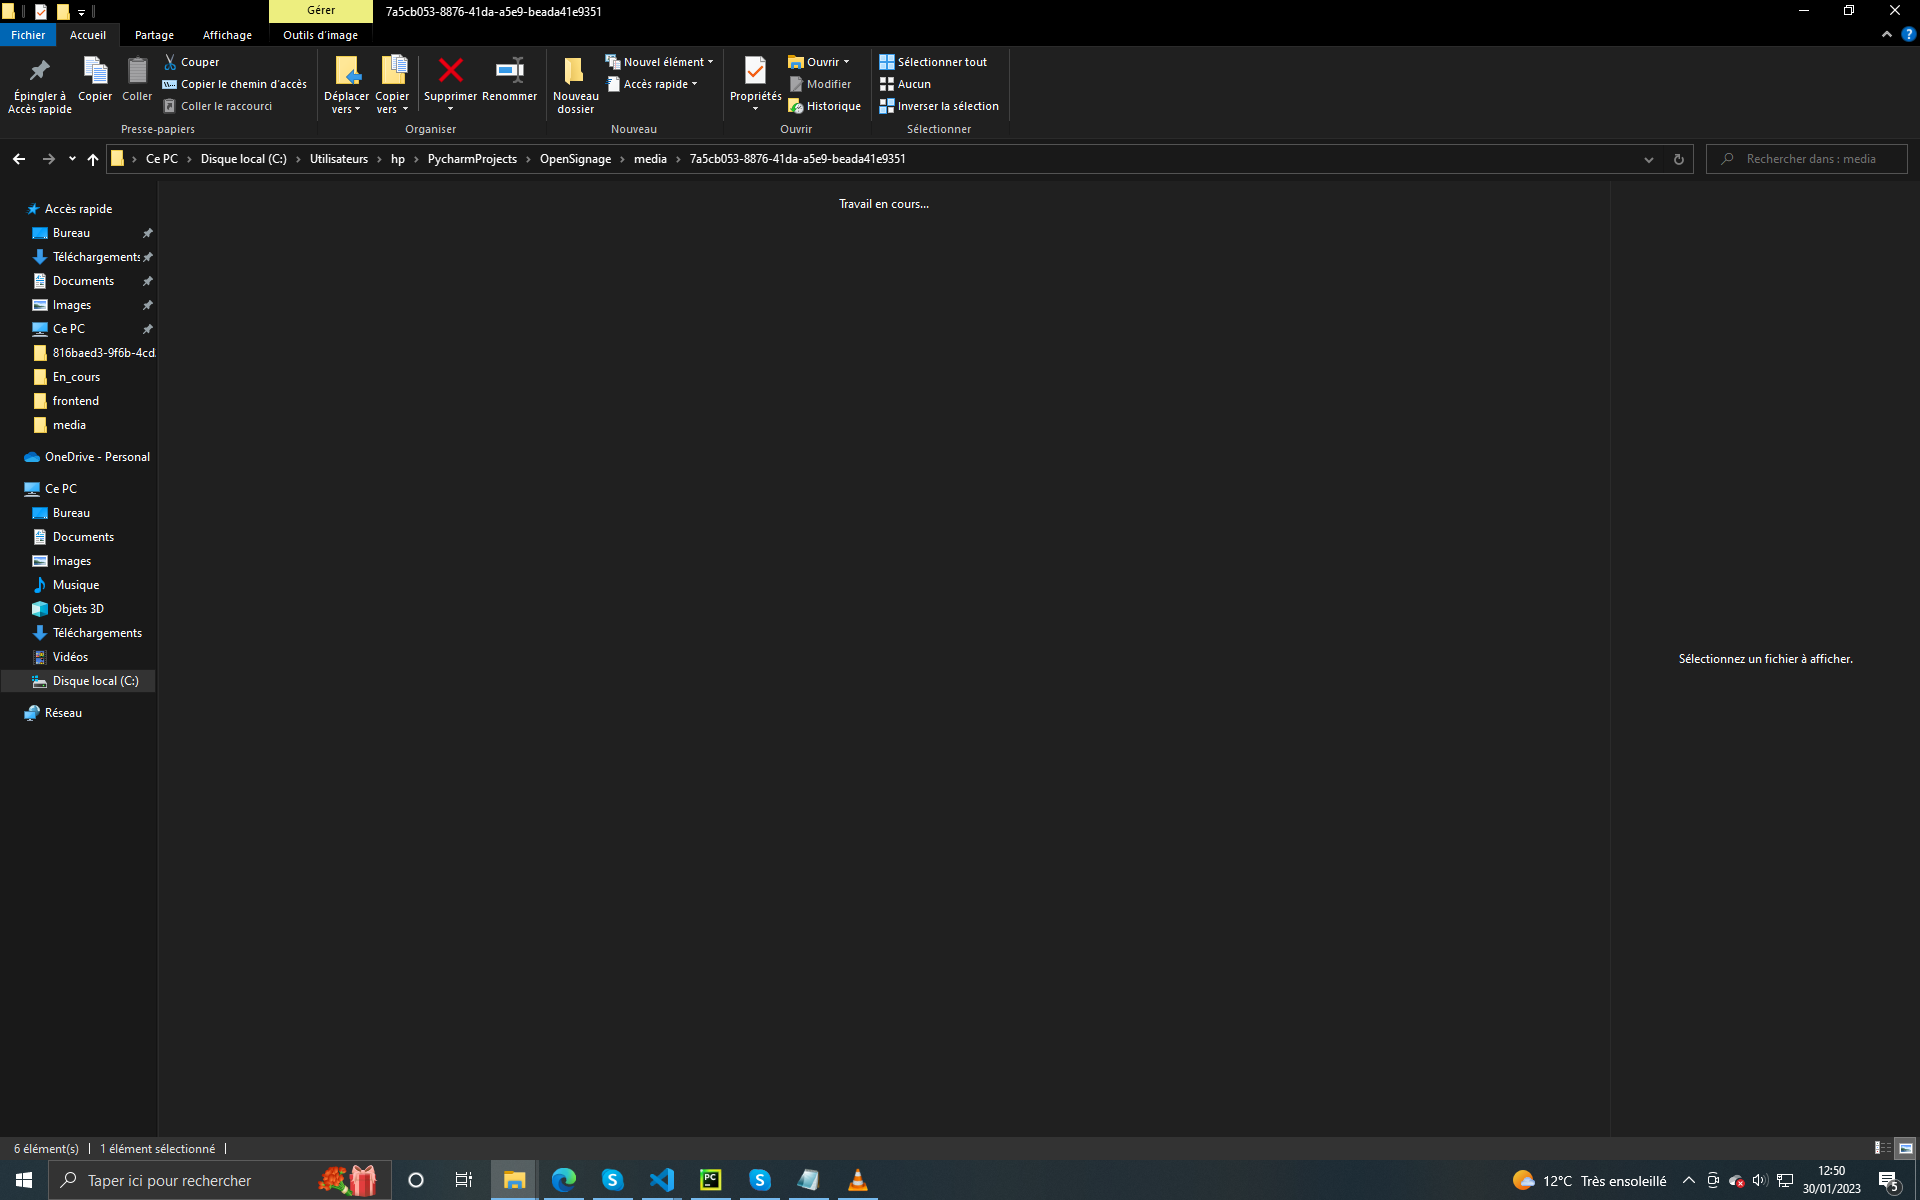 Gérer
7a5cb053-8876-41da-a5e9-beada41e9351
Fichier
Accueil
Partage
Affichage
Outils d'image
?
Épingler à
Accès rapide
Copier
Coller
Couper
Copier le chemin d'accès
Coller le raccourci
Presse-papiers
Déplacer
vers
Copier
vers
Supprimer
Renommer
Organiser
Nouveau
dossier
Nouvel élément
Accès rapide
Nouveau
Propriétés
Ouvrir
Modifier
Historique
Ouvrir
Sélectionner tout
Aucun
Inverser la sélection
Sélectionner
Ce PC > Disque local (C:) > Utilisateurs > hp > PycharmProjects > OpenSignage > media > 7a5cb053-8876-41da-a5e9-beada41e9351
Rechercher dans : media
Accès rapide
Bureau
Téléchargements
Documents
Images
Ce PC
816baed3-9f6b-4cd
En_cours
frontend
media
OneDrive - Personal
Ce PC
Bureau
Documents
Images
Musique
Objets 3D
Téléchargements
Vidéos
Disque local (C:)
Réseau
Travail en cours...
Sélectionnez un fichier à afficher.
6 élément(s)
1 élément sélectionné
Taper ici pour rechercher
S
PC
S
12°C Très ensoleillé
12:50
30/01/2023
5